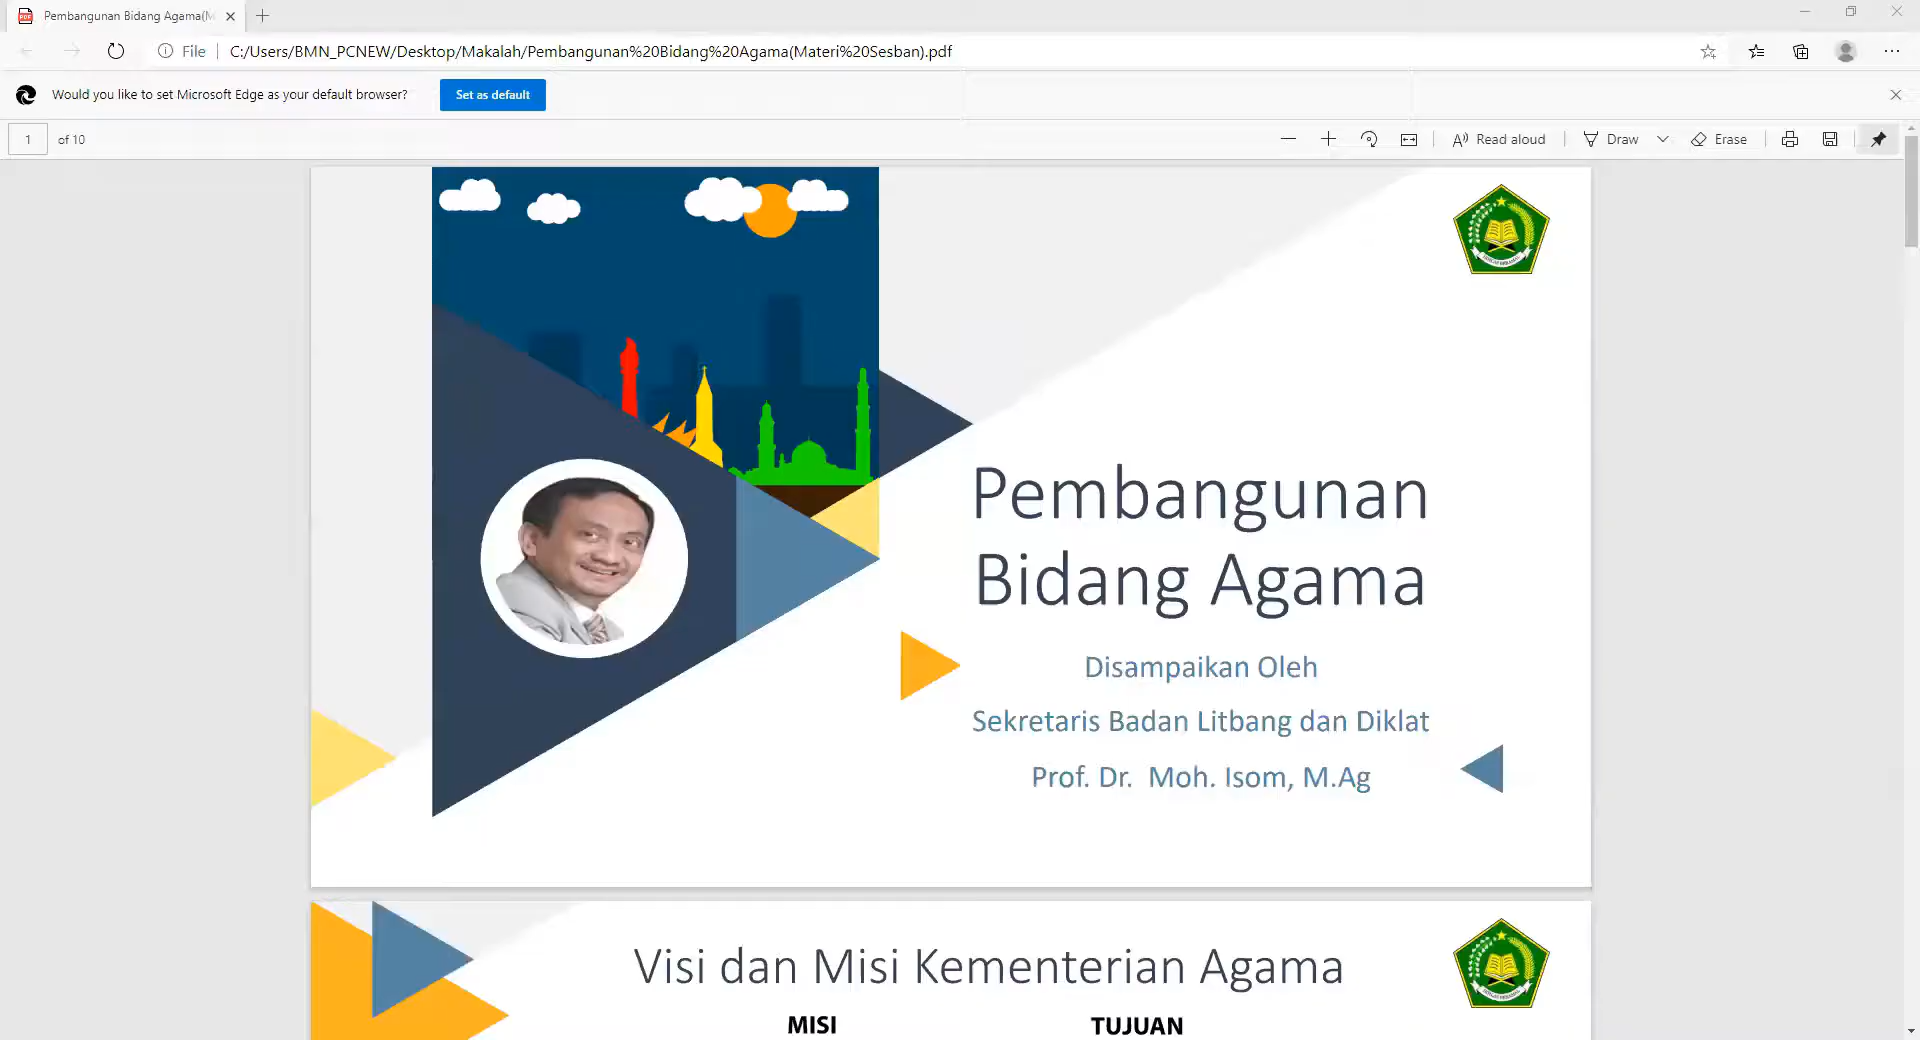 Pembangunan Bidang Agama(M
File
C:/Users/BMN_PCNEW/Desktop/Makalah/Pembangunan%20Bidang%20Agama(Materi%20Sesban).pdf
Would you like to set Microsoft Edge as your default browser?
Set as default
1 of 10
Read aloud
Draw
Erase
Pembangunan
Bidang Agama
Disampaikan Oleh
Sekretaris Badan Litbang dan Diklat
Prof. Dr. Moh. Isom, M.Ag
Visi dan Misi Kementerian Agama
MISI
TUJUAN